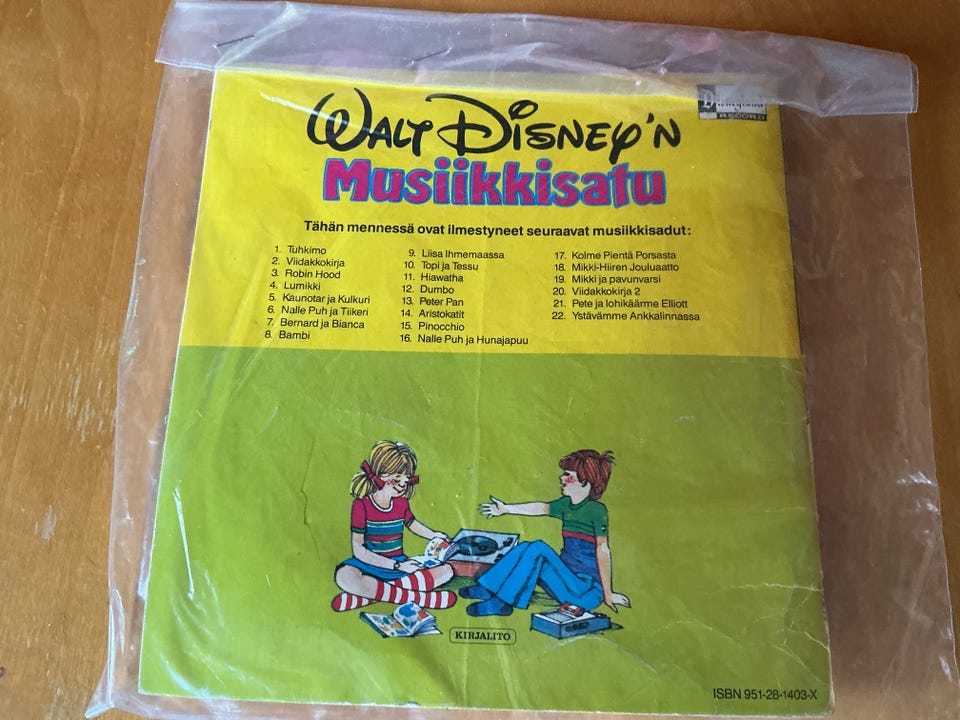 Disneyland
RECORD
WALT DISNEY'N
Musiikkisatu
Tähän mennessä ovat ilmestyneet seuraavat musiikkisadut:
1. Tuhkimo
2. Viidakkokirja
3. Robin Hood
4. Lumikki
5. Kaunotar ja Kulkuri
6. Nalle Puh ja Tiikeri
7. Bernard ja Bianca
8. Bambi
9. Liisa Ihmemaassa
10. Topi ja Tessu
11. Hiawatha
12. Dumbo
13. Peter Pan
14. Aristokatit
15. Pinocchio
16. Nalle Puh ja Hunajapuu
17. Kolme Pientä Porsasta
18. Mikki-Hiiren Jouluaatto
19. Mikki ja pavunvarsi
20. Viidakkokirja 2
21. Pete ja lohikäärme Elliott
22. Ystävämme Ankkalinnassa
KIRJALITO
ISBN 951-28-1403-X